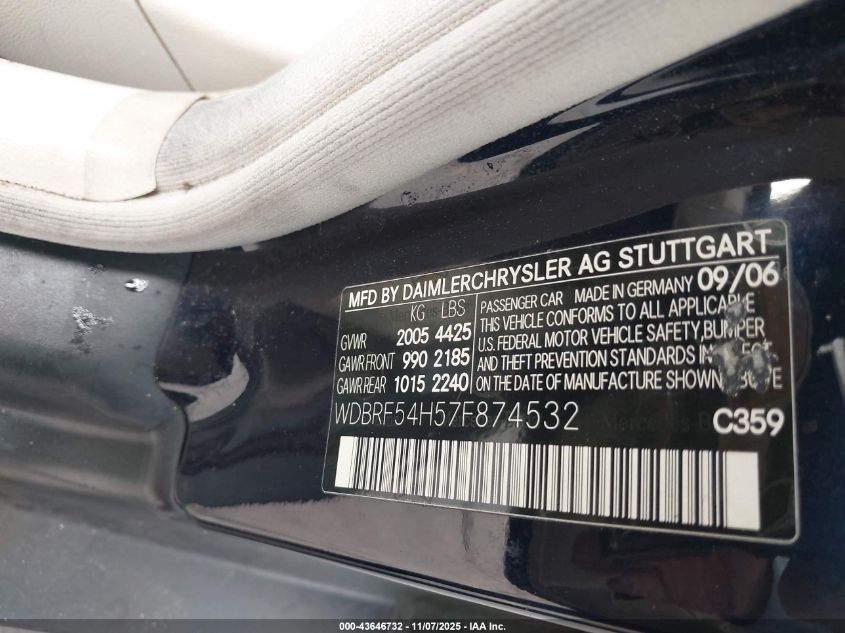 MFD BY DAIMLERCHRYSLER AG STUTTGART
KG LBS
GVWR 2005 4425
GAWR FRONT 990 2185
GAWR REAR 1015 2240
PASSENGER CAR MADE IN GERMANY 09/06
THIS VEHICLE CONFORMS TO ALL APPLICABLE
U.S. FEDERAL MOTOR VEHICLE SAFETY, BUMPER
AND THEFT PREVENTION STANDARDS IN
ON THE DATE OF MANUFACTURE SHOWN
WDBRF54H57F874532
C359
000-43646732 - 11/07/2025 - IAA Inc.